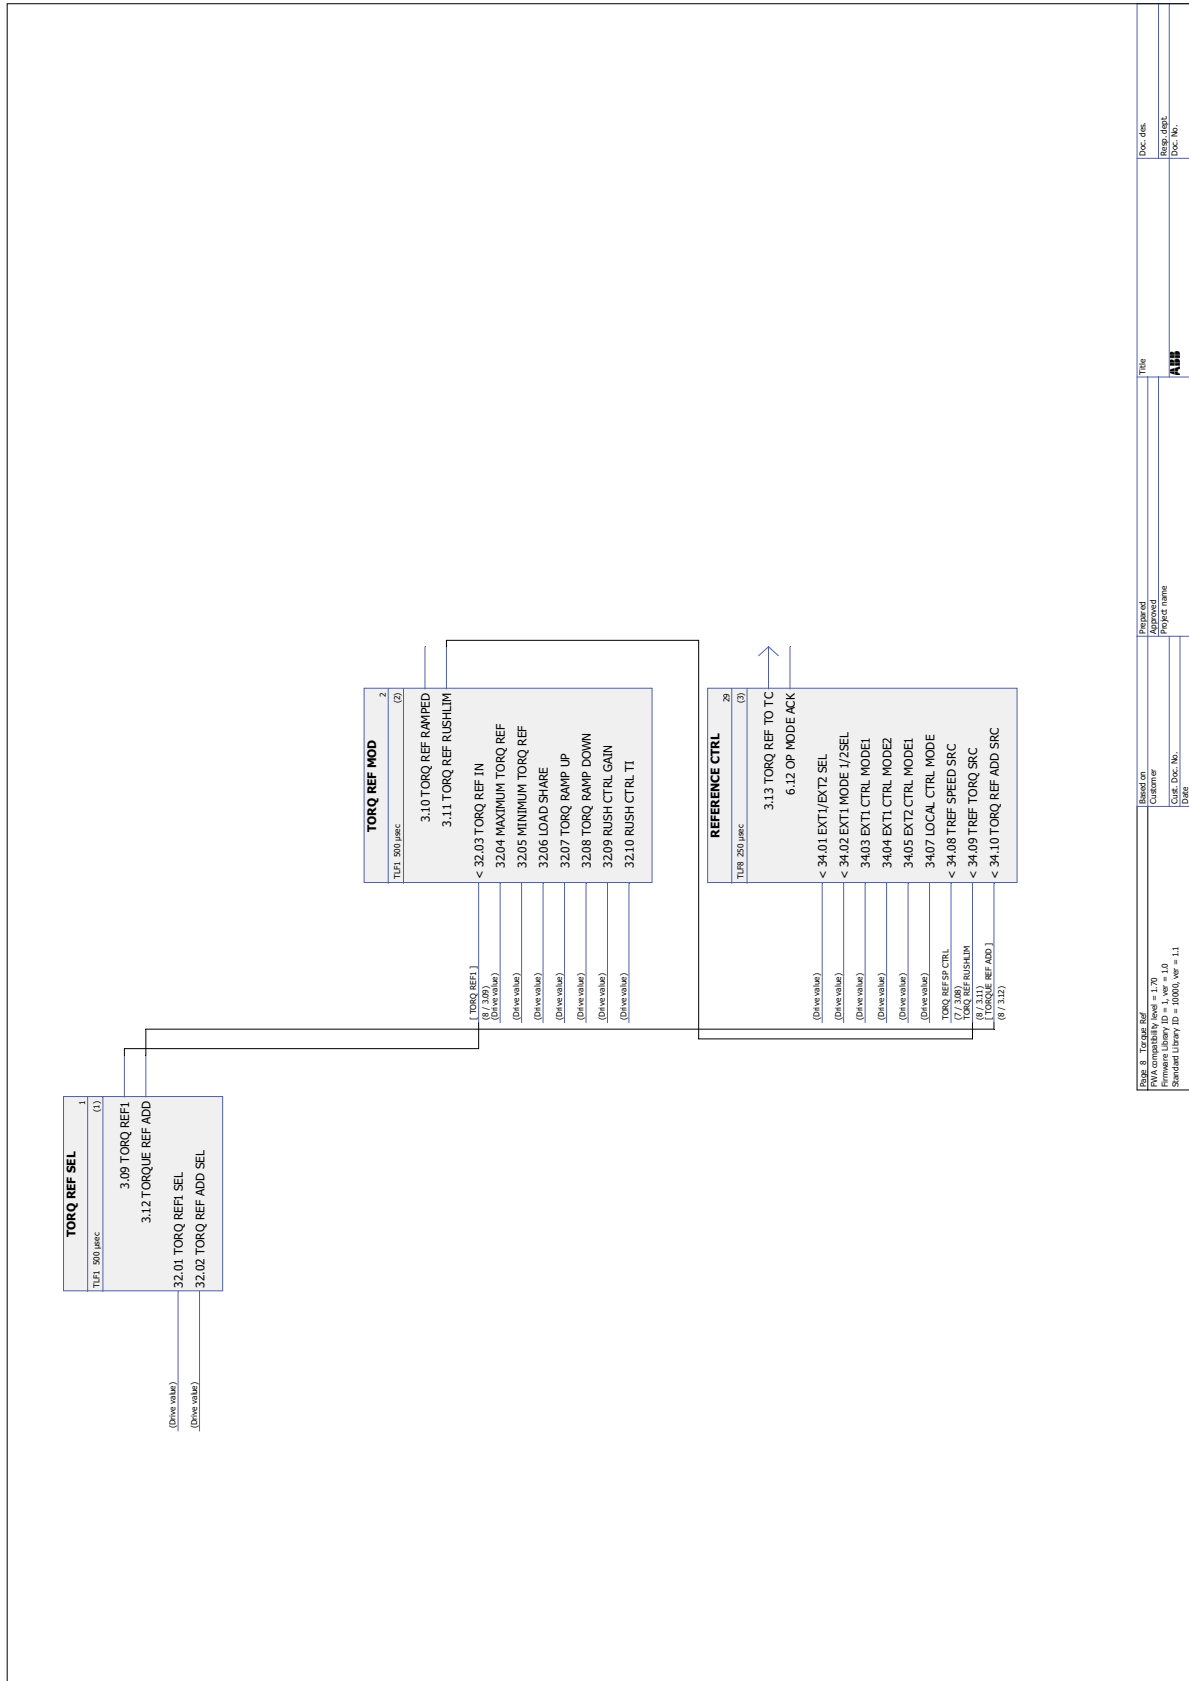 TORQ REF SEL
1
TLF1 500 µsec
(1)
3.09 TORQ REF1
3.12 TORQUE REF ADD
(Drive value)
32.01 TORQ REF1 SEL
(Drive value)
32.02 TORQ REF ADD SEL
TORQ REF MOD
2
TLF1 500 µsec
(2)
3.10 TORQ REF RAMPED
3.11 TORQ REF RUSHLIM
[ TORQ REF1 ]
(8 / 3.09)
< 32.03 TORQ REF IN
(Drive value)
32.04 MAXIMUM TORQ REF
(Drive value)
32.05 MINIMUM TORQ REF
(Drive value)
32.06 LOAD SHARE
(Drive value)
32.07 TORQ RAMP UP
(Drive value)
32.08 TORQ RAMP DOWN
(Drive value)
32.09 RUSH CTRL GAIN
(Drive value)
32.10 RUSH CTRL TI
REFERENCE CTRL
29
TLF8 250 µsec
(3)
3.13 TORQ REF TO TC
6.12 OP MODE ACK
(Drive value)
< 34.01 EXT1/EXT2 SEL
(Drive value)
< 34.02 EXT1 MODE 1/2SEL
(Drive value)
34.03 EXT1 CTRL MODE1
(Drive value)
34.04 EXT1 CTRL MODE2
(Drive value)
34.05 EXT2 CTRL MODE1
(Drive value)
34.07 LOCAL CTRL MODE
TORQ REF SP CTRL
(7 / 3.08)
< 34.08 TREF SPEED SRC
TORQ REF RUSHLIM
(8 / 3.11)
< 34.09 TREF TORQ SRC
[ TORQUE REF ADD ]
(8 / 3.12)
< 34.10 TORQ REF ADD SRC
Page 8 Torque Ref
FWA compatibility level = 1.70
Firmware Library ID = 1, ver = 1.0
Standard Library ID = 10000, ver = 1.1
Based on
Customer
Cust. Doc. No.
Date
Prepared
Approved
Project name
Title
ABB
Doc. des.
Resp. dept.
Doc. No.